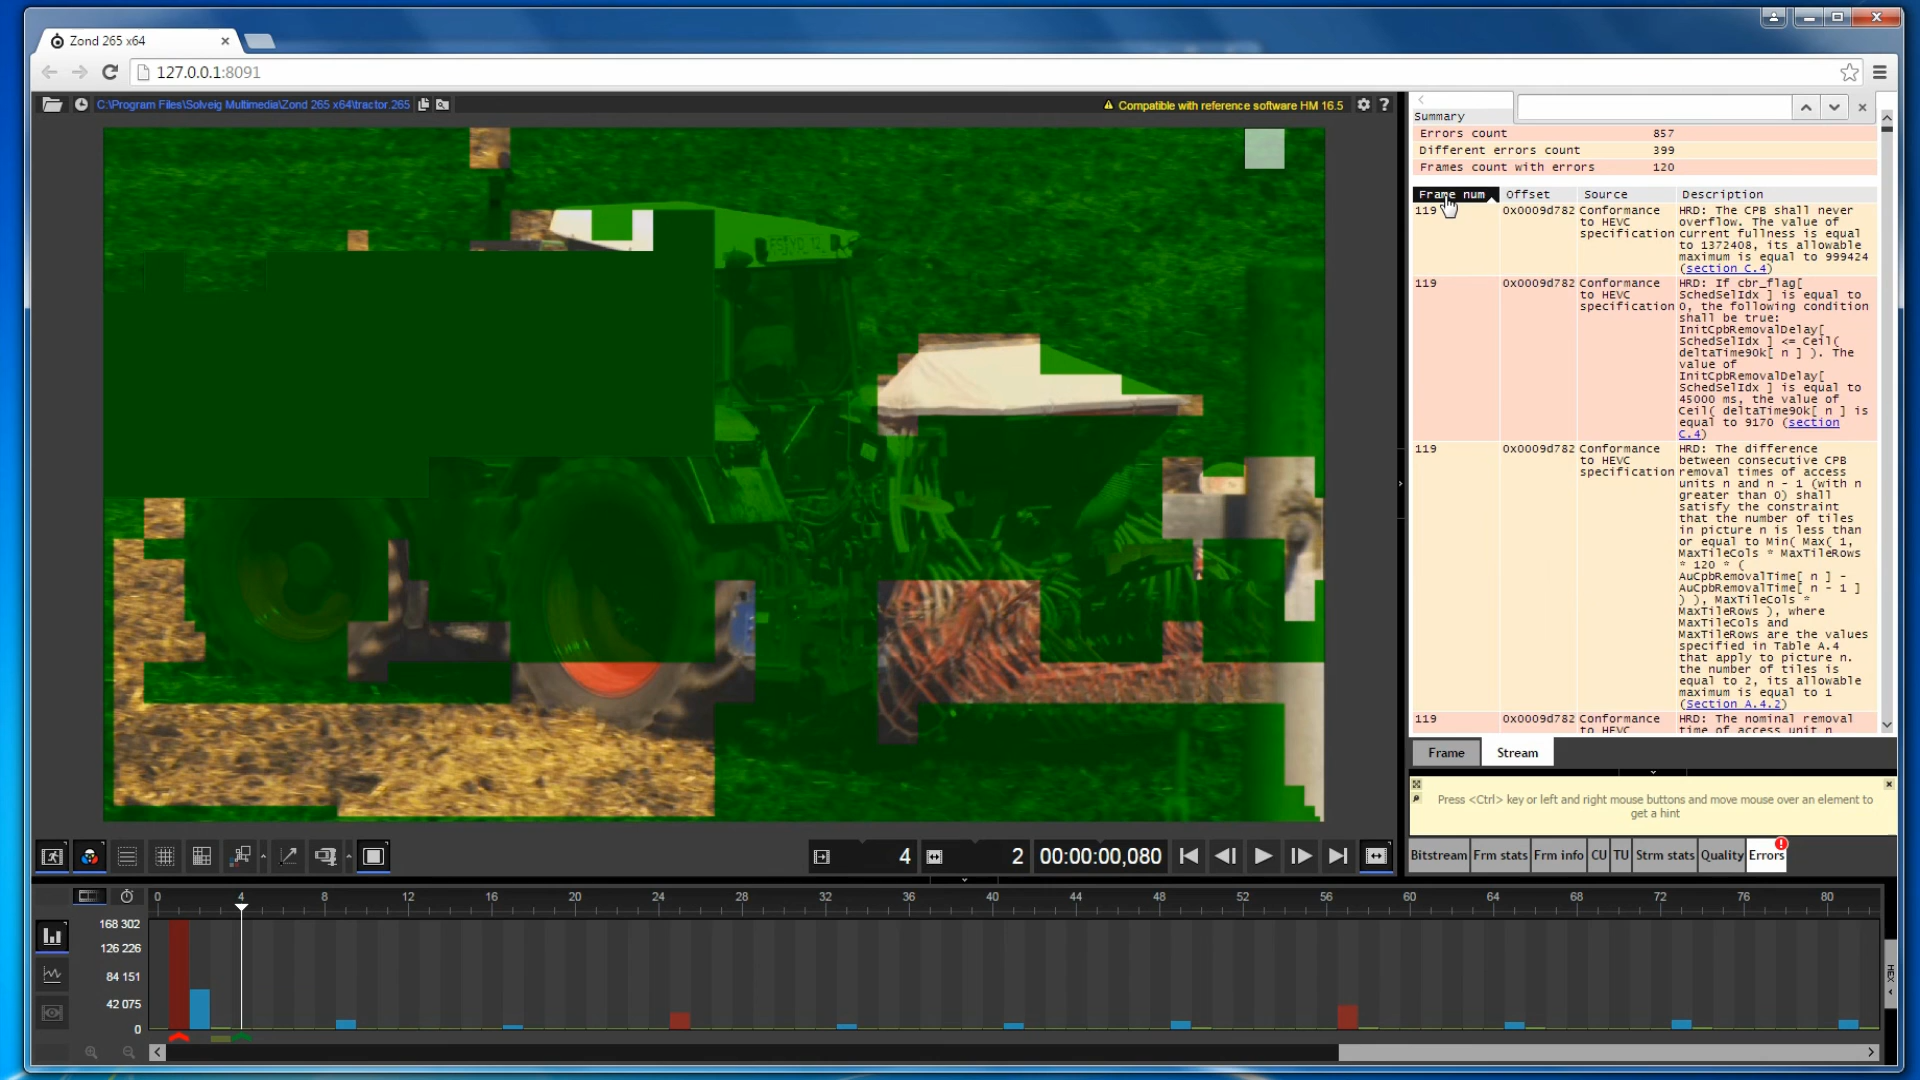 Zond 265 x64
127.0.0.1:8091
C:\Program Files\Solveig Multimedia\Zond 265 x64\tractor.265
Compatible with reference software HM 16.5
?
Summary
Errors count 857
Different errors count 399
Frames count with errors 120
Frame num Offset Source Description
119 0x0009d782 Conformance to HEVC specification
HRD: The CPB shall never
overflow. The value of
current fullness is equal
to 1372408, its allowable
maximum is equal to 999424
(section C.4)
119 0x0009d782 Conformance to HEVC specification
HRD: If cbr_flag[
SchedSelIdx ] is equal to
0, the following condition
shall be true:
InitCpbRemovalDelay[
SchedSelIdx ] <= Ceil(
deltaTime90k[ n ] ). The
value of
InitCpbRemovalDelay[
SchedSelIdx ] is equal to
45000 ms, the value of
Ceil( deltaTime90k[ n ] is
equal to 9170 (section
C.4)
119 0x0009d782 Conformance to HEVC specification
HRD: The difference
between consecutive CPB
removal times of access
units n and n - 1 (with n
greater than 0) shall
satisfy the constraint
that the number of tiles
in picture n is less than
or equal to Min( Max( 1,
MaxTileCols * MaxTileRows
* 120 * (
AuCpbRemovalTime[ n ] -
AuCpbRemovalTime[ n - 1 ]
) ), MaxTileCols *
MaxTileRows ), where
MaxTileCols and
MaxTileRows are the values
specified in Table A.4
that apply to picture n.
the number of tiles is
equal to 2, its allowable
maximum is equal to 1
(Section A.4.2)
119 0x0009d782 Conformance to HEVC
HRD: The nominal removal
time of access unit n
Frame Stream
Press <Ctrl> key or left and right mouse buttons and move mouse over an element to
get a hint
Bitstream Frm stats Frm info CU TU Strm stats Quality Errors
4 2 00:00:00,080
0 4 8 12 16 20 24 28 32 36 40 44 48 52 56 60 64 68 72 76 80
168 302
126 226
84 151
42 075
0
HEX